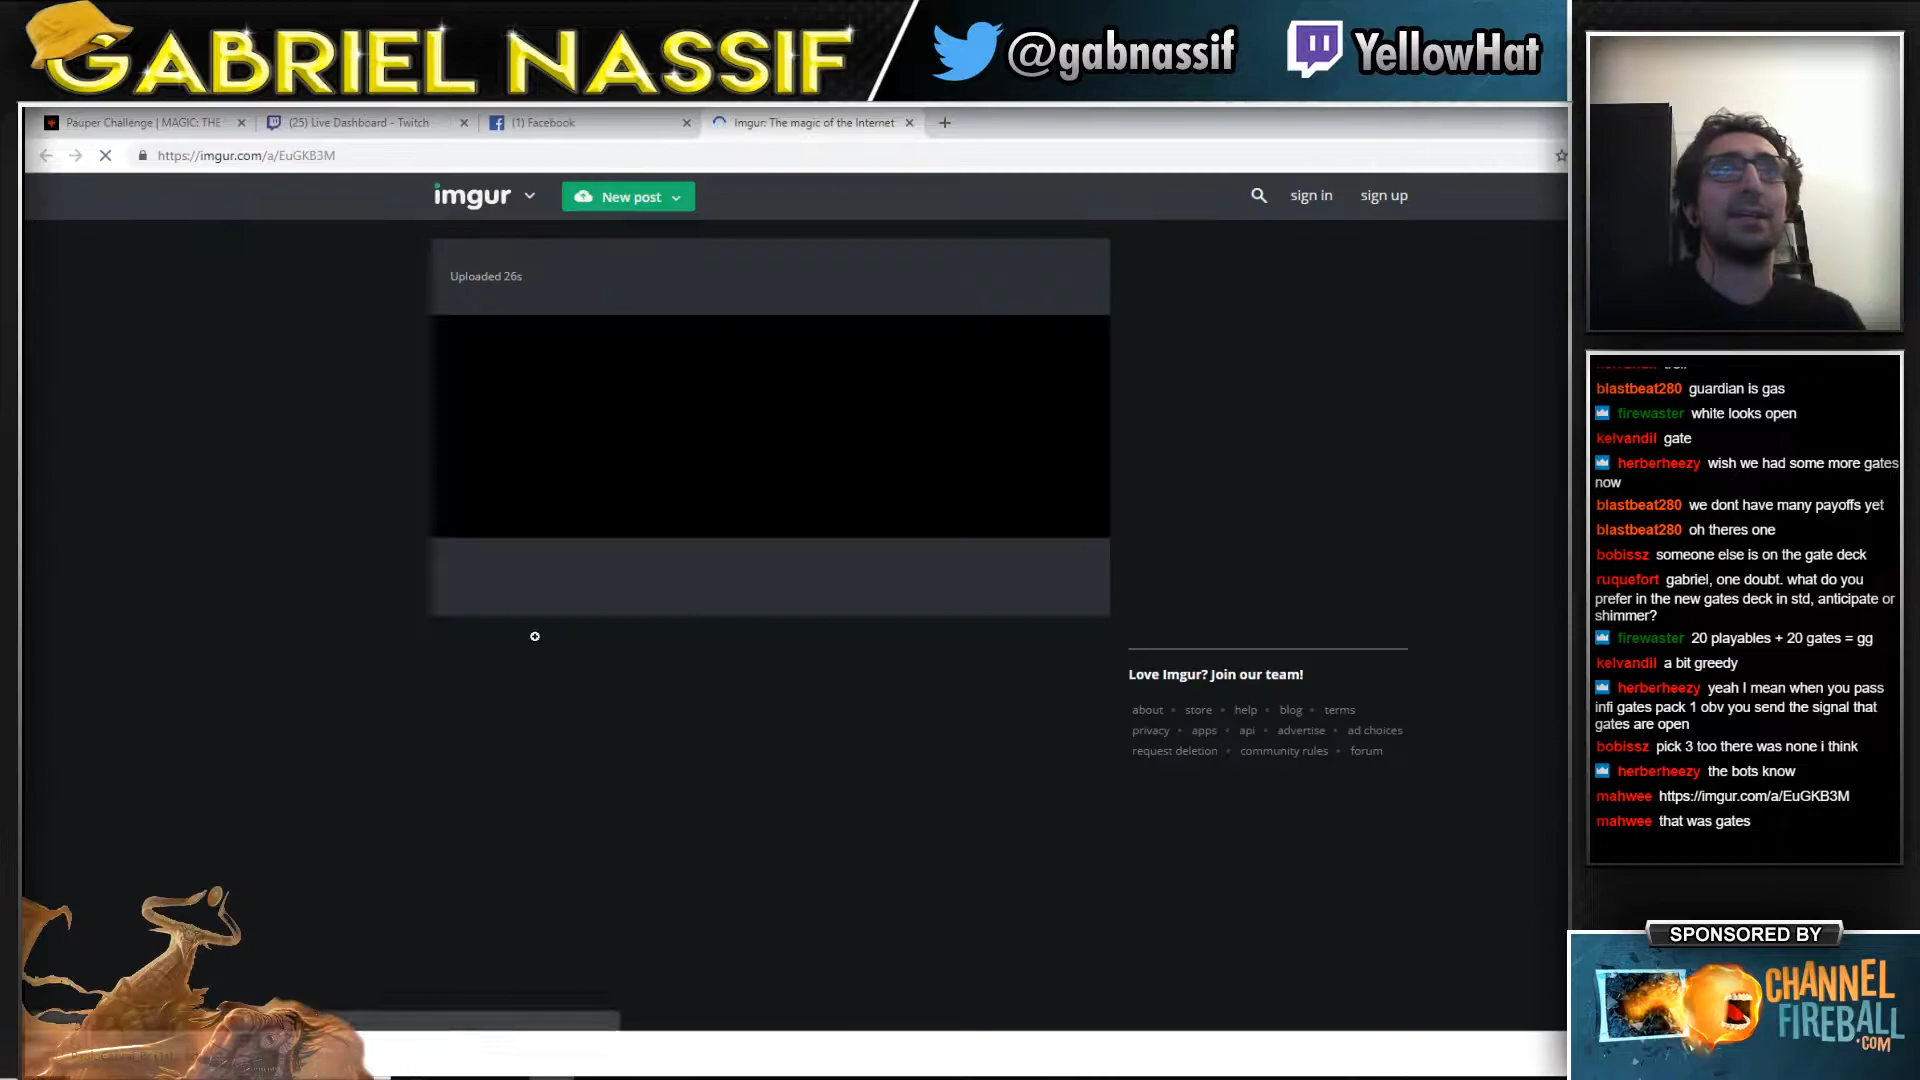 GABRIEL NASSIF
@gabnassif
YellowHat
Pauper Challenge | MAGIC: THE
(25) Live Dashboard - Twitch
(1) Facebook
Imgur: The magic of the Internet
https://imgur.com/a/EuGKB3M
imgur
New post
sign in
sign up
Uploaded 26s
Love Imgur? Join our team!
about • store • help • blog • terms
privacy • apps • api • advertise • ad choices
request deletion • community rules • forum
blastbeat280 guardian is gas
firewaster white looks open
kelvandil gate
herberheezy wish we had some more gates
now
blastbeat280 we dont have many payoffs yet
blastbeat280 oh theres one
bobissz someone else is on the gate deck
ruquefort gabriel, one doubt. what do you
prefer in the new gates deck in std, anticipate or
shimmer?
firewaster 20 playables + 20 gates = gg
kelvandil a bit greedy
herberheezy yeah I mean when you pass
infi gates pack 1 obv you send the signal that
gates are open
bobissz pick 3 too there was none i think
herberheezy the bots know
mahwee https://imgur.com/a/EuGKB3M
mahwee that was gates
SPONSORED BY
CHANNEL
FIREBALL
.COM